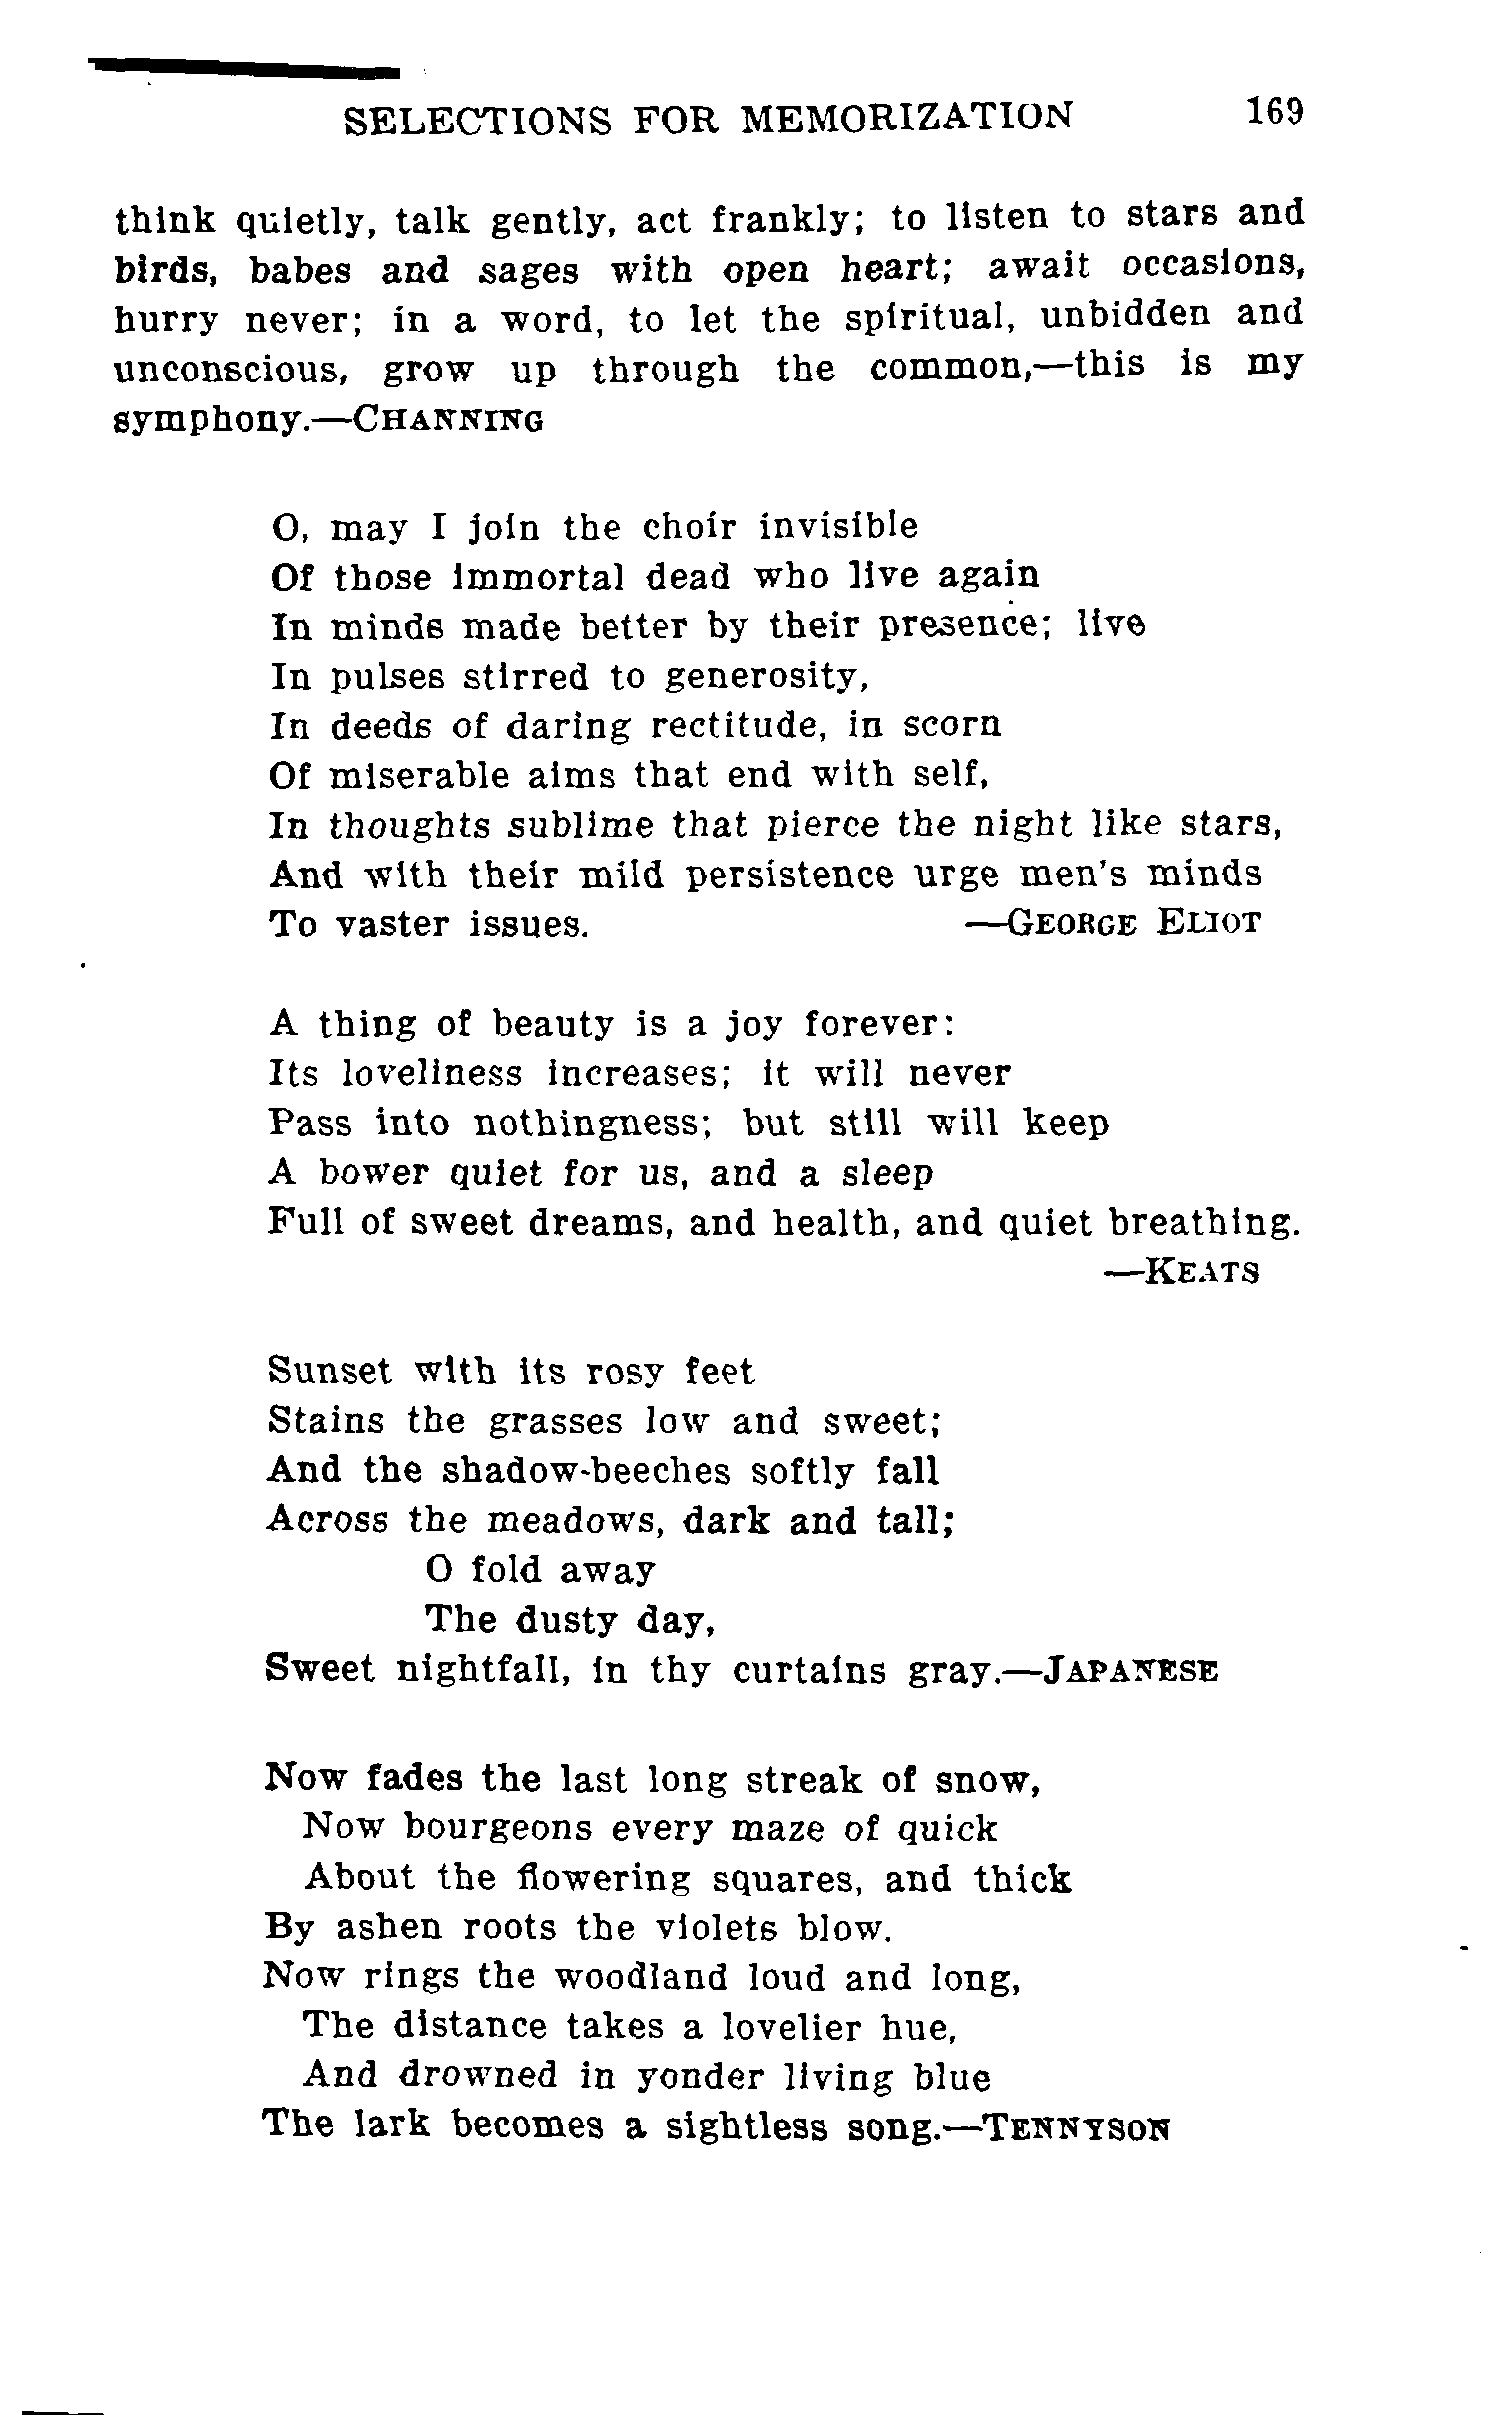 SELECTIONS FOR MEMORIZATION 169
think quietly, talk gently, act frankly; to listen to stars and
birds, babes and sages with open heart; await occasions,
hurry never; in a word, to let the spiritual, unbidden and
unconscious, grow up through the common,—this is my
symphony.—CHANNING
O, may I join the choir invisible
Of those immortal dead who live again
In minds made better by their presence; live
In pulses stirred to generosity,
In deeds of daring rectitude, in scorn
Of miserable aims that end with self,
In thoughts sublime that pierce the night like stars,
And with their mild persistence urge men's minds
To vaster issues. —GEORGE ELIOT
A thing of beauty is a joy forever:
Its loveliness increases; it will never
Pass into nothingness; but still will keep
A bower quiet for us, and a sleep
Full of sweet dreams, and health, and quiet breathing.
—KEATS
Sunset with its rosy feet
Stains the grasses low and sweet;
And the shadow-beeches softly fall
Across the meadows, dark and tall;
O fold away
The dusty day,
Sweet nightfall, in thy curtains gray.—JAPANESE
Now fades the last long streak of snow,
Now bourgeons every maze of quick
About the flowering squares, and thick
By ashen roots the violets blow.
Now rings the woodland loud and long,
The distance takes a lovelier hue,
And drowned in yonder living blue
The lark becomes a sightless song.—TENNYSON